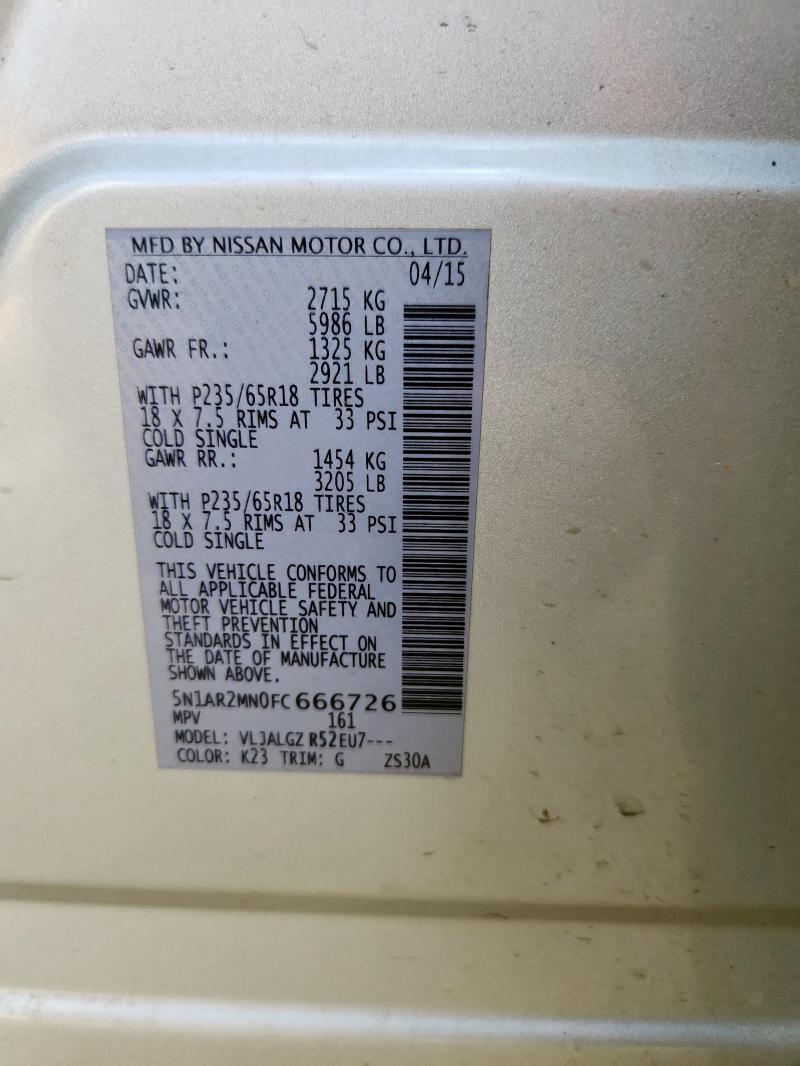 MFD BY NISSAN MOTOR CO., LTD.
DATE: 04/15
GVWR: 2715 KG
5986 LB
GAWR FR.: 1325 KG
2921 LB
WITH P235/65R18 TIRES
18 X 7.5 RIMS AT 33 PSI
COLD SINGLE
GAWR RR.: 1454 KG
3205 LB
WITH P235/65R18 TIRES
18 X 7.5 RIMS AT 33 PSI
COLD SINGLE
THIS VEHICLE CONFORMS TO
ALL APPLICABLE FEDERAL
MOTOR VEHICLE SAFETY AND
THEFT PREVENTION
STANDARDS IN EFFECT ON
THE DATE OF MANUFACTURE
SHOWN ABOVE.
5N1AR2MN0FC666726
MPV 161
MODEL: VLJALGZ R52EU7---
COLOR: K23 TRIM: G ZS30A